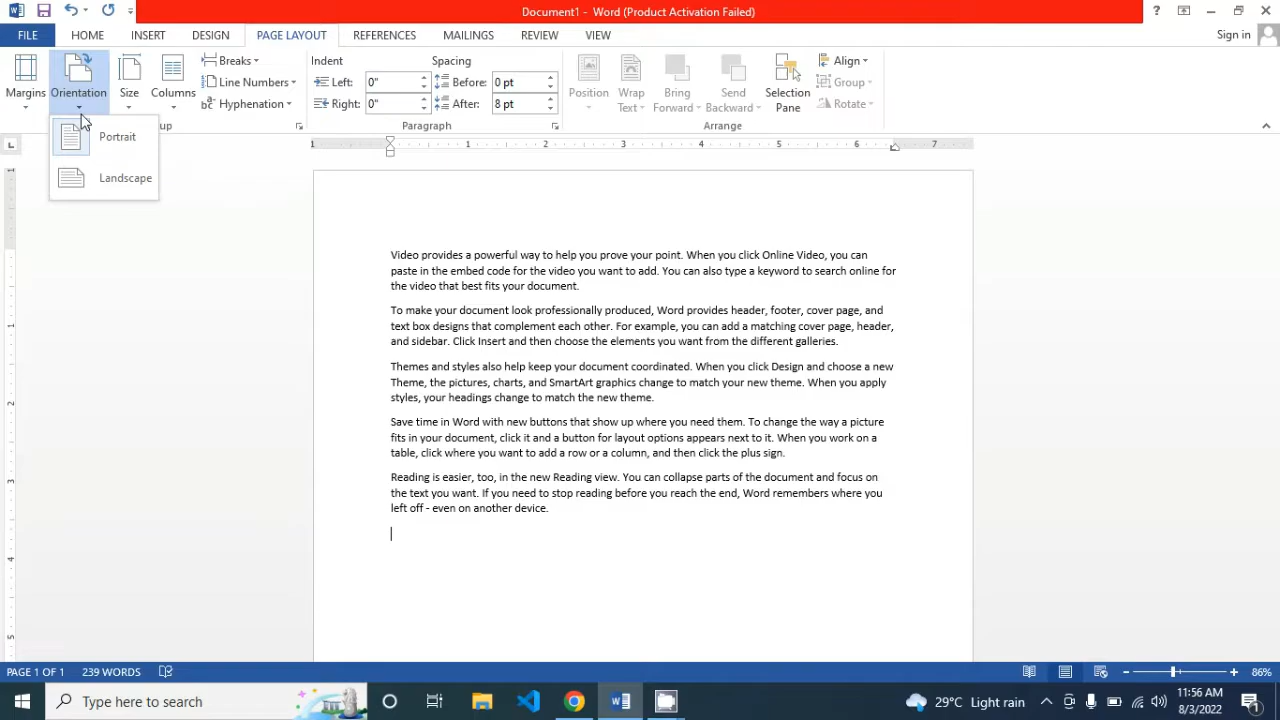 Document1 - Word (Product Activation Failed)
FILE HOME INSERT DESIGN PAGE LAYOUT REFERENCES MAILINGS REVIEW VIEW Sign in
Margins Orientation Size Columns
Breaks
Line Numbers
Hyphenation
Indent
Left: 0"
Right: 0"
Spacing
Before: 0 pt
After: 8 pt
Paragraph
Position
Wrap Text
Bring Forward
Send Backward
Selection Pane
Align
Group
Rotate
Arrange
Portrait
Landscape
1 1 2 3 4 5 6 7
Video provides a powerful way to help you prove your point. When you click Online Video, you can
paste in the embed code for the video you want to add. You can also type a keyword to search online for
the video that best fits your document.
To make your document look professionally produced, Word provides header, footer, cover page, and
text box designs that complement each other. For example, you can add a matching cover page, header,
and sidebar. Click Insert and then choose the elements you want from the different galleries.
Themes and styles also help keep your document coordinated. When you click Design and choose a new
Theme, the pictures, charts, and SmartArt graphics change to match your new theme. When you apply
styles, your headings change to match the new theme.
Save time in Word with new buttons that show up where you need them. To change the way a picture
fits in your document, click it and a button for layout options appears next to it. When you work on a
table, click where you want to add a row or a column, and then click the plus sign.
Reading is easier, too, in the new Reading view. You can collapse parts of the document and focus on
the text you want. If you need to stop reading before you reach the end, Word remembers where you
left off - even on another device.
PAGE 1 OF 1 239 WORDS 86%
Type here to search
29°C Light rain
11:56 AM
8/3/2022